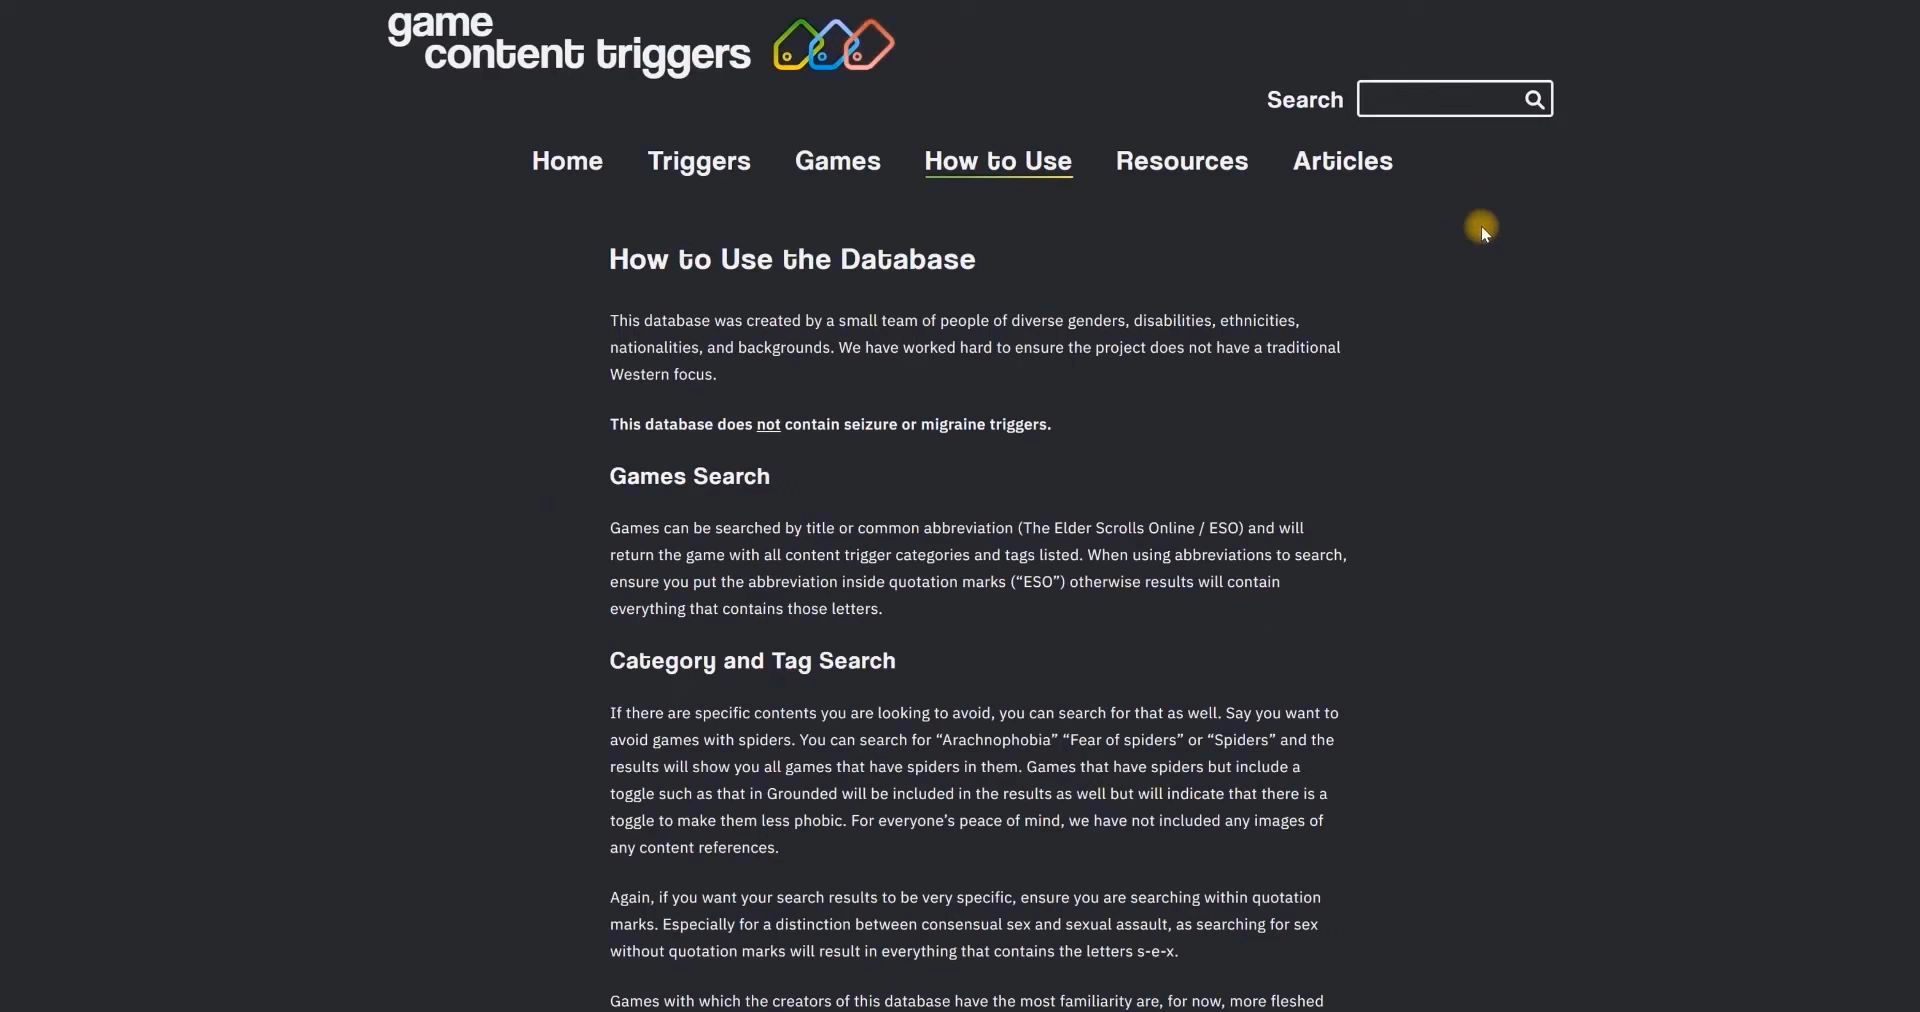 game
content triggers
Search
Home Triggers Games How to Use Resources Articles
How to Use the Database
This database was created by a small team of people of diverse genders, disabilities, ethnicities,
nationalities, and backgrounds. We have worked hard to ensure the project does not have a traditional
Western focus.
This database does not contain seizure or migraine triggers.
Games Search
Games can be searched by title or common abbreviation (The Elder Scrolls Online / ESO) and will
return the game with all content trigger categories and tags listed. When using abbreviations to search,
ensure you put the abbreviation inside quotation marks (“ESO”) otherwise results will contain
everything that contains those letters.
Category and Tag Search
If there are specific contents you are looking to avoid, you can search for that as well. Say you want to
avoid games with spiders. You can search for “Arachnophobia” “Fear of spiders” or “Spiders” and the
results will show you all games that have spiders in them. Games that have spiders but include a
toggle such as that in Grounded will be included in the results as well but will indicate that there is a
toggle to make them less phobic. For everyone’s peace of mind, we have not included any images of
any content references.
Again, if you want your search results to be very specific, ensure you are searching within quotation
marks. Especially for a distinction between consensual sex and sexual assault, as searching for sex
without quotation marks will result in everything that contains the letters s-e-x.
Games with which the creators of this database have the most familiarity are, for now, more fleshed